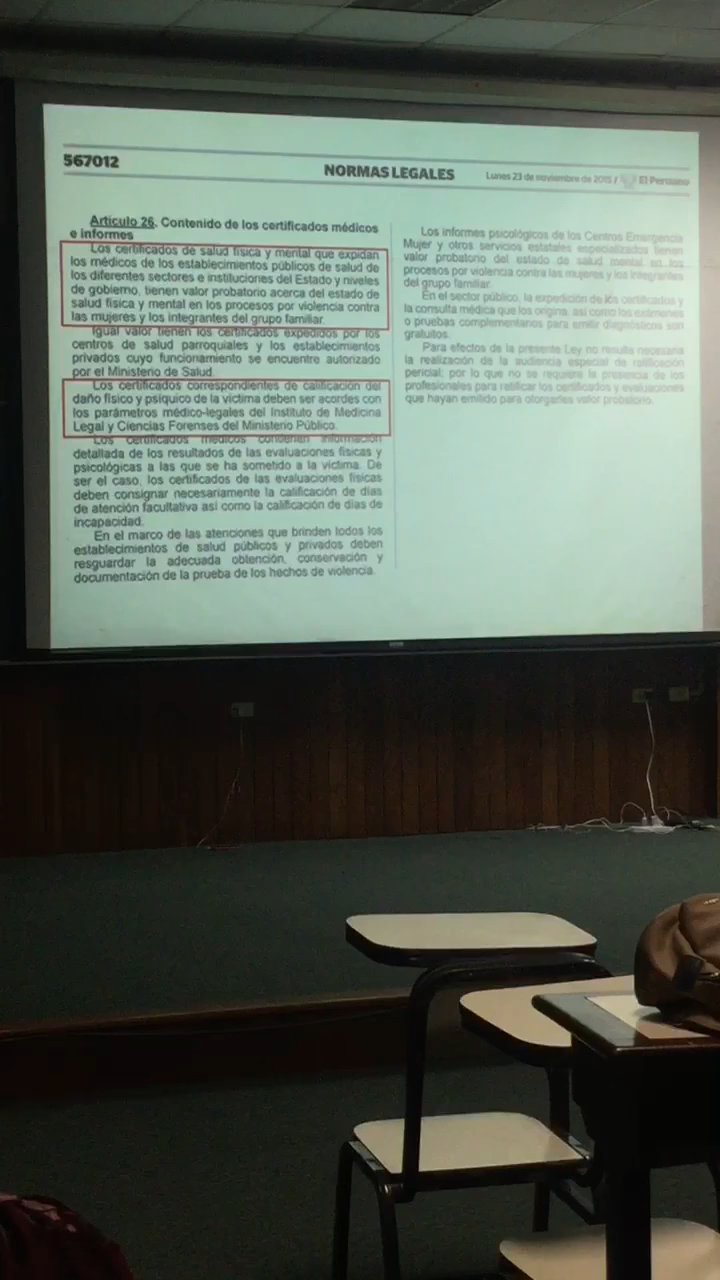 567012
NORMAS LEGALES
Lunes 23 de noviembre de 2015 / El Peruano
Artículo 26. Contenido de los certificados médicos
e informes
Los certificados de salud física y mental que expidan
los médicos de los establecimientos públicos de salud de
los diferentes sectores e instituciones del Estado y niveles
de gobierno, tienen valor probatorio acerca del estado de
salud física y mental en los procesos por violencia contra
las mujeres y los integrantes del grupo familiar.
Igual valor tienen los certificados expedidos por los
centros de salud parroquiales y los establecimientos
privados cuyo funcionamiento se encuentre autorizado
por el Ministerio de Salud.
Los certificados correspondientes de calificación del
daño físico y psíquico de la víctima deben ser acordes con
los parámetros médico-legales del Instituto de Medicina
Legal y Ciencias Forenses del Ministerio Público.
Los certificados médicos contienen información
detallada de los resultados de las evaluaciones físicas y
psicológicas a las que se ha sometido a la víctima. De
ser el caso, los certificados de las evaluaciones físicas
deben consignar necesariamente la calificación de días
de atención facultativa así como la calificación de días de
incapacidad.
En el marco de las atenciones que brinden todos los
establecimientos de salud públicos y privados deben
resguardar la adecuada obtención, conservación y
documentación de la prueba de los hechos de violencia.
Los informes psicológicos de los Centros Emergencia
Mujer y otros servicios estatales especializados tienen
valor probatorio del estado de salud mental en los
procesos por violencia contra las mujeres y los integrantes
del grupo familiar.
En el sector público, la expedición de los certificados y
la consulta médica que los origina, así como los exámenes
o pruebas complementarios para emitir diagnósticos son
gratuitos.
Para efectos de la presente Ley no resulta necesaria
la realización de la audiencia especial de ratificación
pericial; por lo que no se requiere la presencia de los
profesionales para ratificar los certificados y evaluaciones
que hayan emitido para otorgarles valor probatorio.